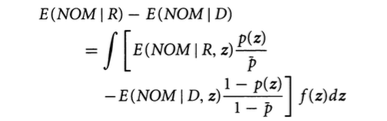 E(NOM | R) − E(NOM | D)
= ∫ [ E(NOM | R, z) p(z)/p̄
−E(NOM | D, z) 1 − p(z)/1 − p̄ ] f(z)dz